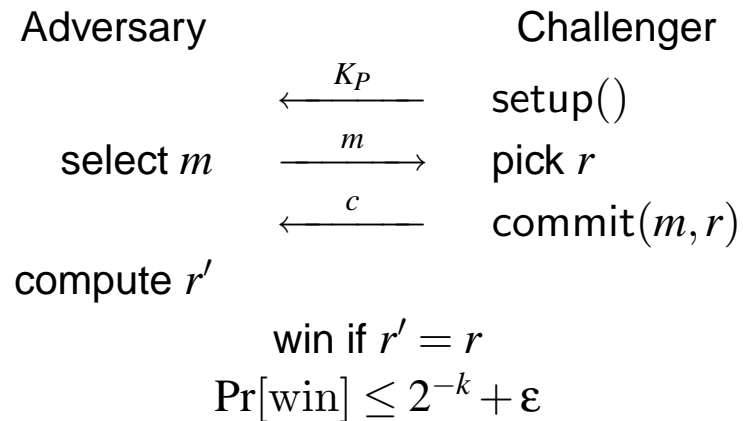 Adversary Challenger
K_P
setup()
select m m pick r
c
commit(m, r)
compute r′
win if r′ = r
Pr[win] ≤ 2^{-k} + ε